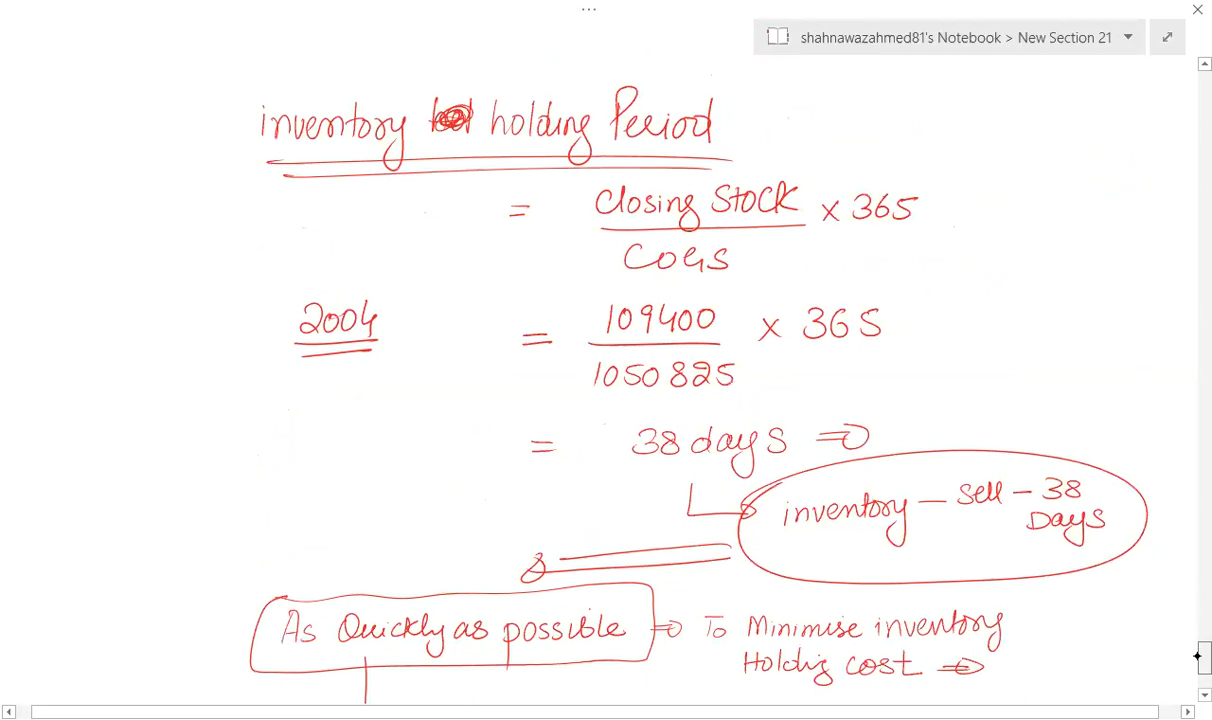 shahnawazahmed81's Notebook > New Section 21
inventory holding Period
= Closing Stock × 365
COGS
2004 = 109400 × 365
1050825
= 38 days ⇒
inventory – Sell – 38
Days
As Quickly as possible ⇒ To Minimise inventory
Holdig cost ⇒